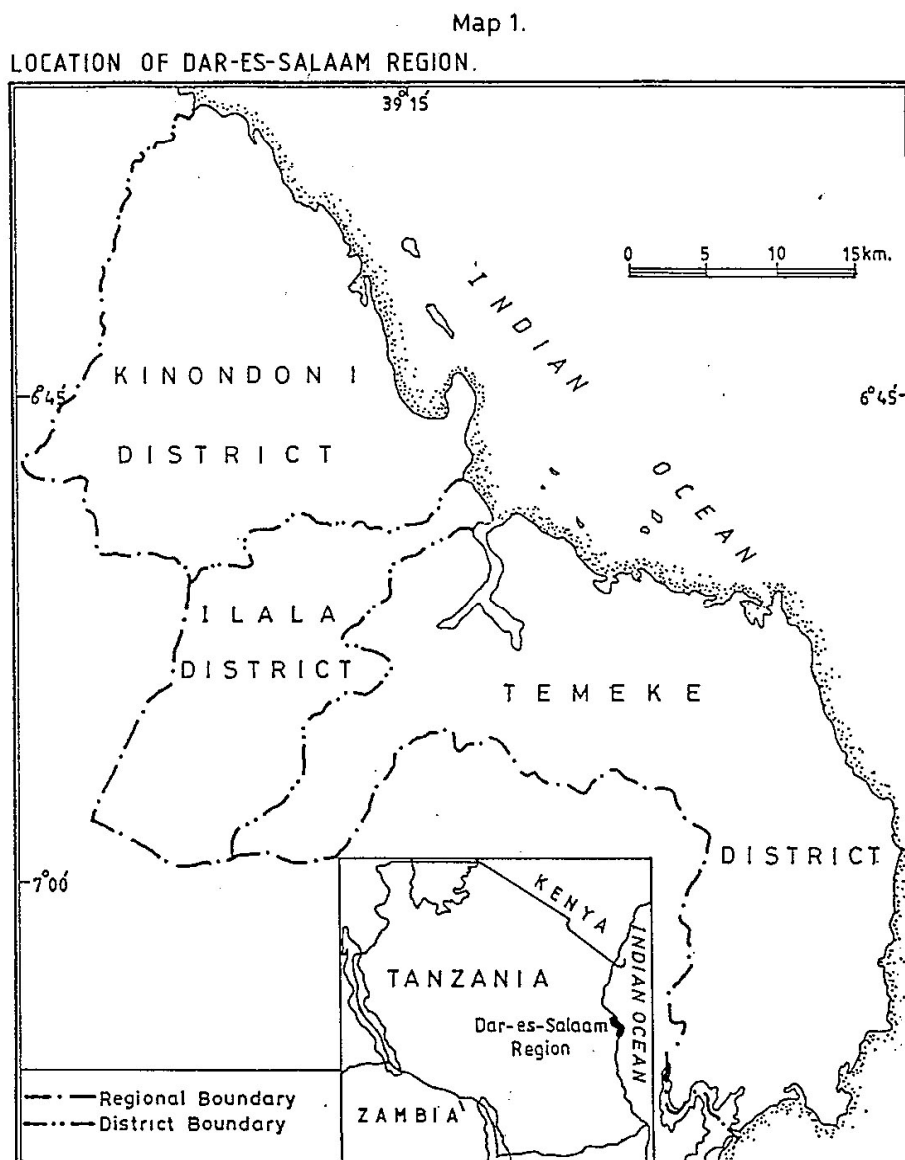 Map 1.
LOCATION OF DAR-ES-SALAAM REGION.
39°15'
0 5 10 15km.
INDIAN
OCEAN
KINONDONI
DISTRICT
6°45'
6°45'
ILALA
DISTRICT
TEMEKE
DISTRICT
7°00'
KENYA
TANZANIA
INDIAN OCEAN
Dar-es-Salaam
Region
ZAMBIA
Regional Boundary
District Boundary